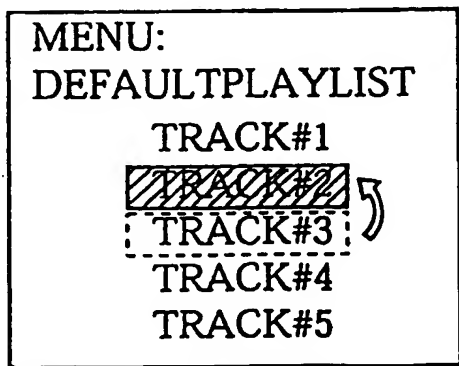 MENU:
DEFAULTPLAYLIST
TRACK#1
TRACK#2
TRACK#3
TRACK#4
TRACK#5